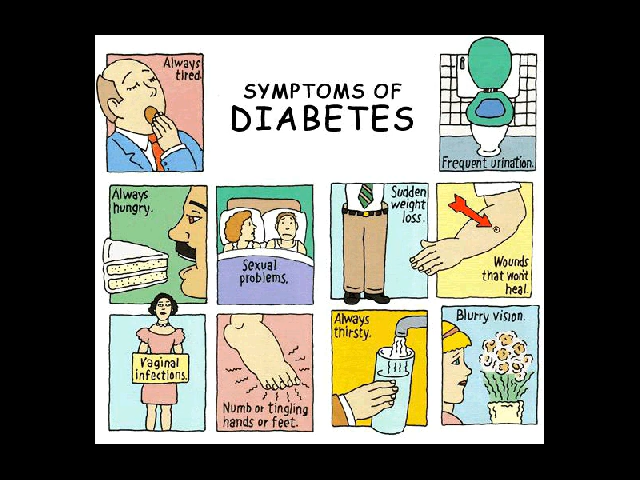 SYMPTOMS OF
DIABETES
Always
tired.
Frequent urination.
Always
hungry.
Sexual
problems.
Sudden
weight
loss.
Wounds
that won't
heal.
Vaginal
infections.
Numb or tingling
hands or feet.
Always
thirsty.
Blurry vision.